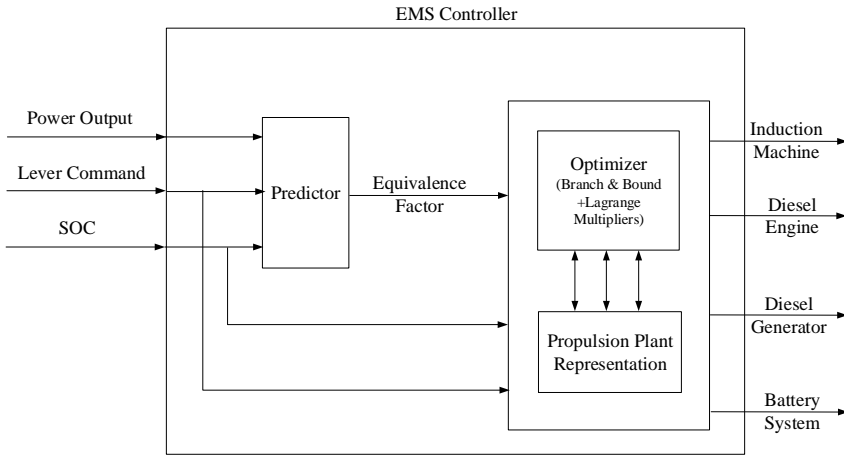 EMS Controller
Power Output
Lever Command
SOC
Predictor
Equivalence
Factor
Optimizer
(Branch & Bound
+Lagrange
Multipliers)
Propulsion Plant
Representation
Induction
Machine
Diesel
Engine
Diesel
Generator
Battery
System